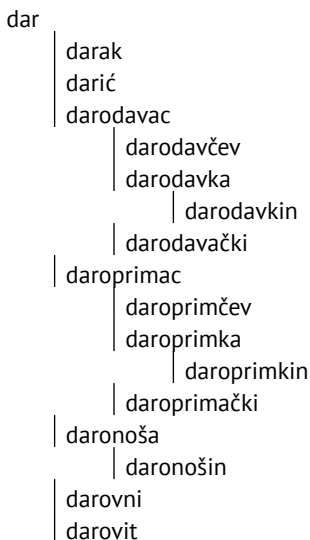 dar
darak
darić
darodavac
darodavčev
darodavka
darodavkin
darodavački
daroprimac
daroprimčev
daroprimka
daroprimkin
daroprimački
daronoša
daronošin
darovni
darovit